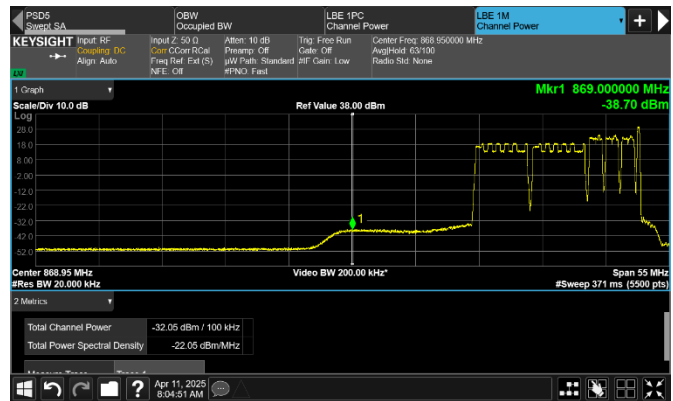 PSD5
Swept SA
OBW
Occupied BW
LBE 1PC
Channel Power
LBE 1M
Channel Power
KEYSIGHT
Input: RF
Coupling: DC
Align: Auto
Input Z: 50 Ω
Corr CCorr RCal
Freq Ref: Ext (S)
NFE: Off
Atten: 10 dB
Preamp: Off
µW Path: Standard
#PNO: Fast
Trig: Free Run
Gate: Off
#IF Gain: Low
Center Freq: 868.950000 MHz
Avg|Hold: 63/100
Radio Std: None
LXI
1 Graph
Mkr1 869.000000 MHz
Scale/Div 10.0 dB
Ref Value 38.00 dBm
-38.70 dBm
Log
28.0
18.0
8.00
-2.00
-12.0
-22.0
-32.0
-42.0
-52.0
1
Center 868.95 MHz
Video BW 200.00 kHz*
Span 55 MHz
#Res BW 20.000 kHz
#Sweep 371 ms (5500 pts)
2 Metrics
Total Channel Power
-32.05 dBm / 100 kHz
Total Power Spectral Density
-22.05 dBm/MHz
?
Apr 11, 2025
8:04:51 AM